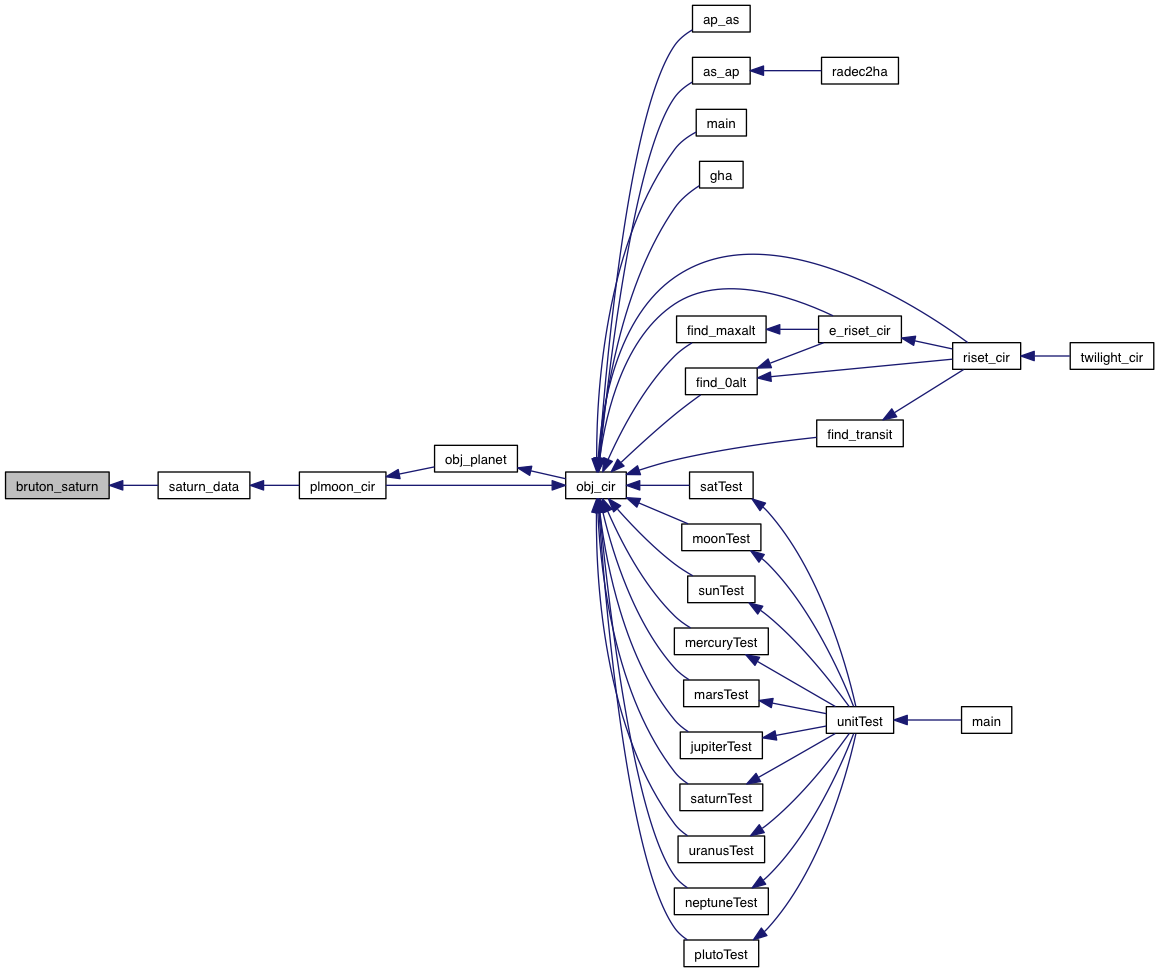 ap_as
as_ap
radec2ha
main
gha
find_maxalt
e_riset_cir
riset_cir
twilight_cir
find_0alt
find_transit
obj_planet
bruton_saturn
saturn_data
plmoon_cir
obj_cir
satTest
moonTest
sunTest
mercuryTest
marsTest
unitTest
main
jupiterTest
saturnTest
uranusTest
neptuneTest
plutoTest